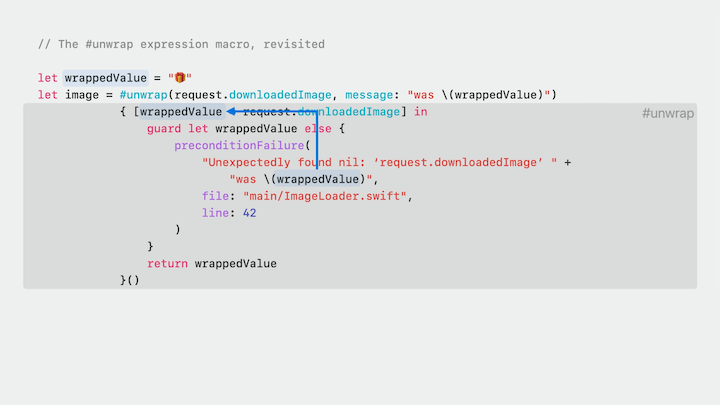 // The #unwrap expression macro, revisited
let wrappedValue = "🎁"
let image = #unwrap(request.downloadedImage, message: "was \(wrappedValue)")
{ [wrappedValue = request.downloadedImage] in
#unwrap
guard let wrappedValue else {
preconditionFailure(
"Unexpectedly found nil: ‘request.downloadedImage’ " +
"was \(wrappedValue)",
file: "main/ImageLoader.swift",
line: 42
)
}
return wrappedValue
}()